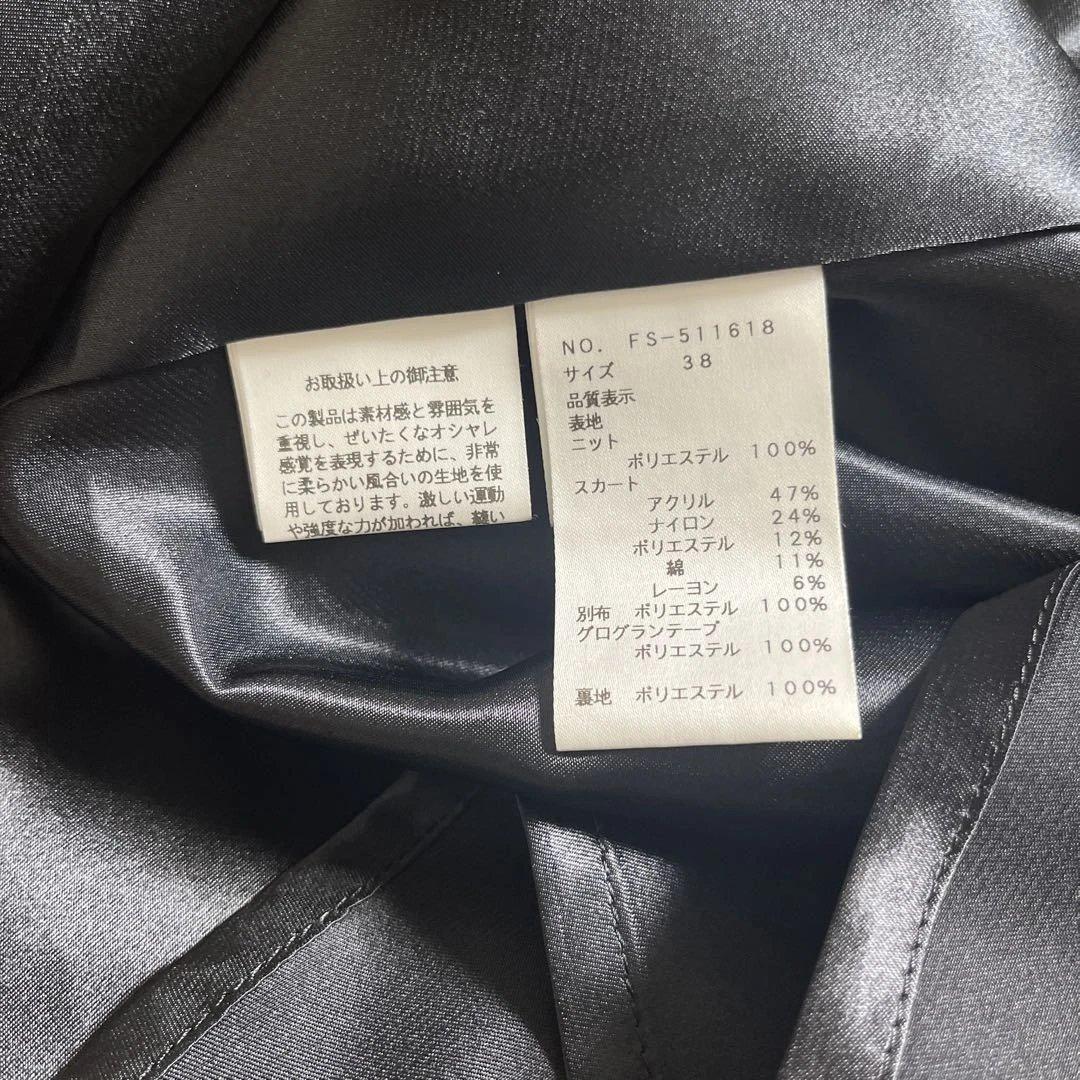 お取扱い上の御注意
この製品は素材感と雰囲気を
重視し、ぜいたくなオシャレ
感覚を表現するために、非常
に柔らかい風合いの生地を使
用しております。激しい運動
や強度な力が加われば、縫い
NO. FS-511618
サイズ 38
品質表示
表地
ニット
ポリエステル 100%
スカート
アクリル 47%
ナイロン 24%
ポリエステル 12%
綿 11%
レーヨン 6%
別布 ポリエステル 100%
グログランテープ
ポリエステル 100%
裏地 ポリエステル 100%